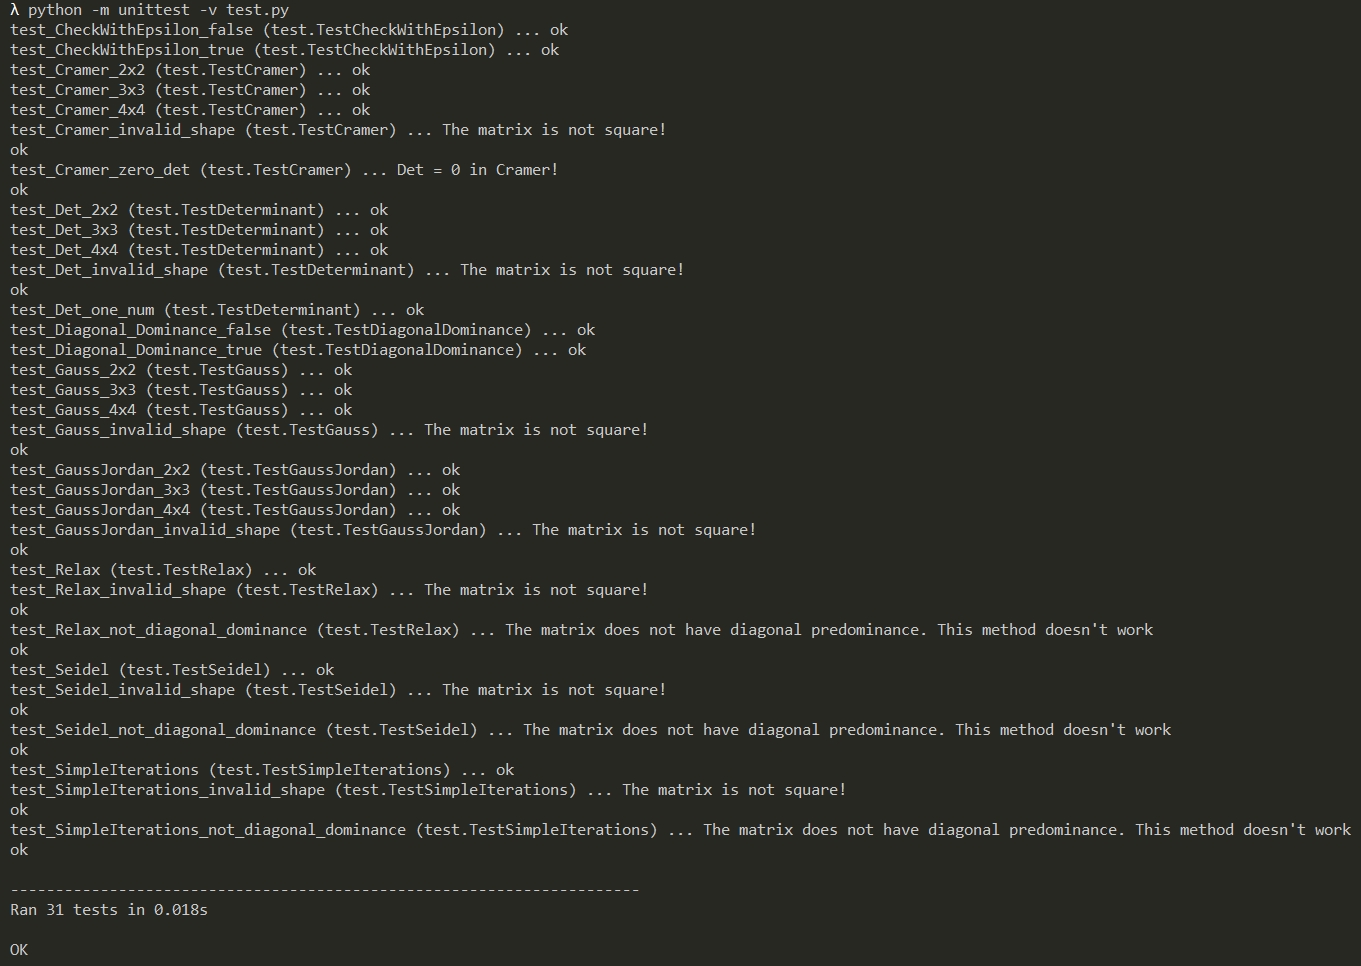 λ python -m unittest -v test.py
test_CheckWithEpsilon_false (test.TestCheckWithEpsilon) ... ok
test_CheckWithEpsilon_true (test.TestCheckWithEpsilon) ... ok
test_Cramer_2x2 (test.TestCramer) ... ok
test_Cramer_3x3 (test.TestCramer) ... ok
test_Cramer_4x4 (test.TestCramer) ... ok
test_Cramer_invalid_shape (test.TestCramer) ... The matrix is not square!
ok
test_Cramer_zero_det (test.TestCramer) ... Det = 0 in Cramer!
ok
test_Det_2x2 (test.TestDeterminant) ... ok
test_Det_3x3 (test.TestDeterminant) ... ok
test_Det_4x4 (test.TestDeterminant) ... ok
test_Det_invalid_shape (test.TestDeterminant) ... The matrix is not square!
ok
test_Det_one_num (test.TestDeterminant) ... ok
test_Diagonal_Dominance_false (test.TestDiagonalDominance) ... ok
test_Diagonal_Dominance_true (test.TestDiagonalDominance) ... ok
test_Gauss_2x2 (test.TestGauss) ... ok
test_Gauss_3x3 (test.TestGauss) ... ok
test_Gauss_4x4 (test.TestGauss) ... ok
test_Gauss_invalid_shape (test.TestGauss) ... The matrix is not square!
ok
test_GaussJordan_2x2 (test.TestGaussJordan) ... ok
test_GaussJordan_3x3 (test.TestGaussJordan) ... ok
test_GaussJordan_4x4 (test.TestGaussJordan) ... ok
test_GaussJordan_invalid_shape (test.TestGaussJordan) ... The matrix is not square!
ok
test_Relax (test.TestRelax) ... ok
test_Relax_invalid_shape (test.TestRelax) ... The matrix is not square!
ok
test_Relax_not_diagonal_dominance (test.TestRelax) ... The matrix does not have diagonal predominance. This method doesn't work
ok
test_Seidel (test.TestSeidel) ... ok
test_Seidel_invalid_shape (test.TestSeidel) ... The matrix is not square!
ok
test_Seidel_not_diagonal_dominance (test.TestSeidel) ... The matrix does not have diagonal predominance. This method doesn't work
ok
test_SimpleIterations (test.TestSimpleIterations) ... ok
test_SimpleIterations_invalid_shape (test.TestSimpleIterations) ... The matrix is not square!
ok
test_SimpleIterations_not_diagonal_dominance (test.TestSimpleIterations) ... The matrix does not have diagonal predominance. This method doesn't work
ok
----------------------------------------------------------------------
Ran 31 tests in 0.018s
OK